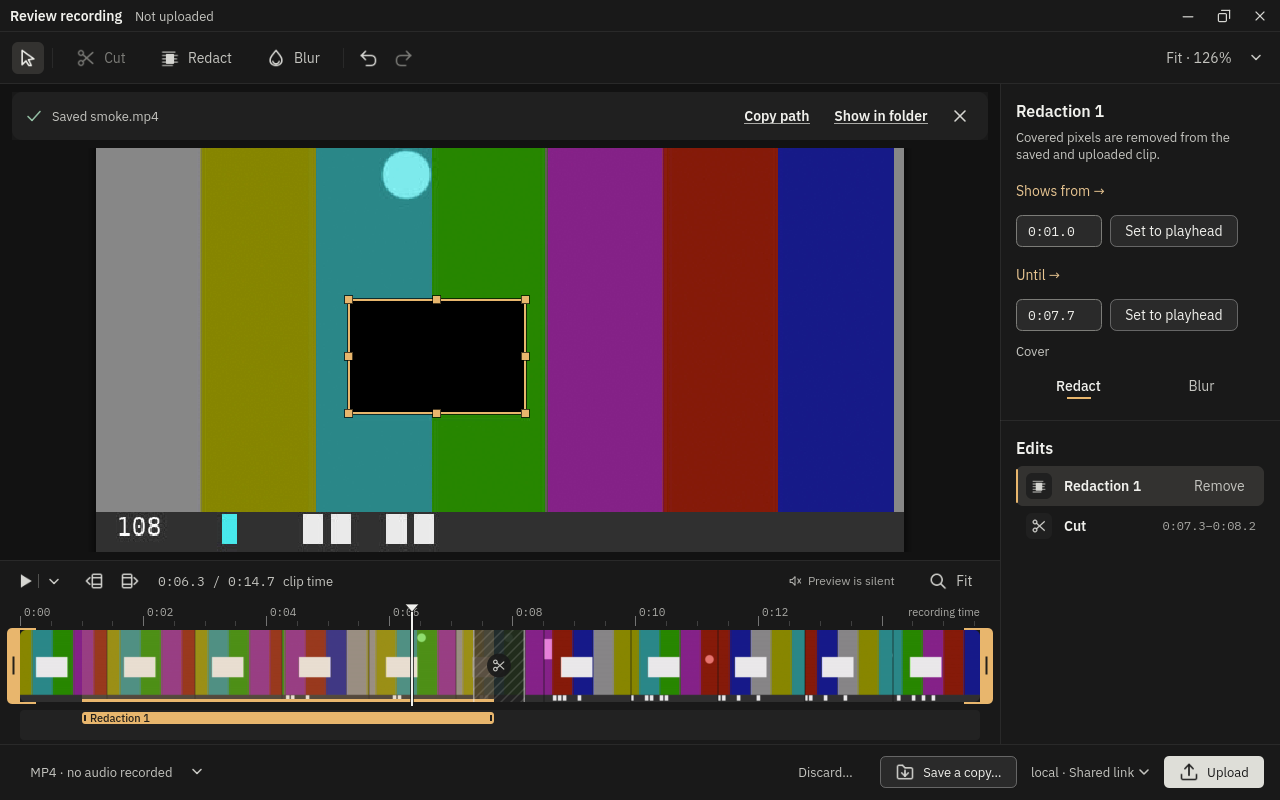 Review recording Not uploaded
Cut Redact Blur Fit · 126%
Saved smoke.mp4 Copy path Show in folder
108
Redaction 1
Covered pixels are removed from the
saved and uploaded clip.
Shows from →
0:01.0 Set to playhead
Until →
0:07.7 Set to playhead
Cover
Redact Blur
Edits
Redaction 1 Remove
Cut 0:07.3–0:08.2
0:06.3 / 0:14.7 clip time Preview is silent Fit
0:00 0:02 0:04 0:06 0:08 0:10 0:12 recording time
Redaction 1
MP4 · no audio recorded Discard... Save a copy... local · Shared link Upload